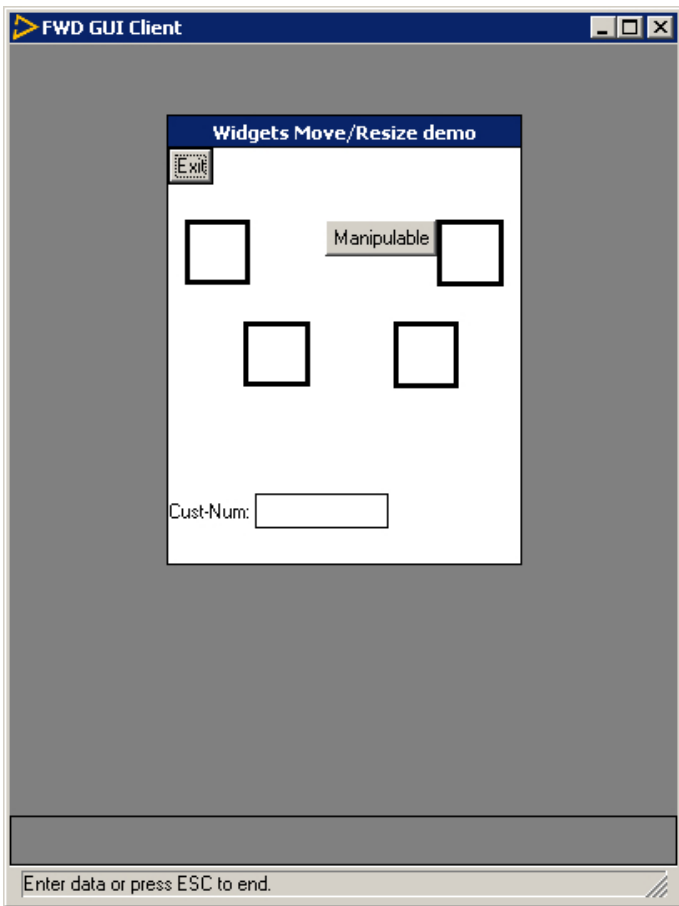 FWD GUI Client
Widgets Move/Resize demo
Exit
Manipulable
Cust-Num:
Enter data or press ESC to end.